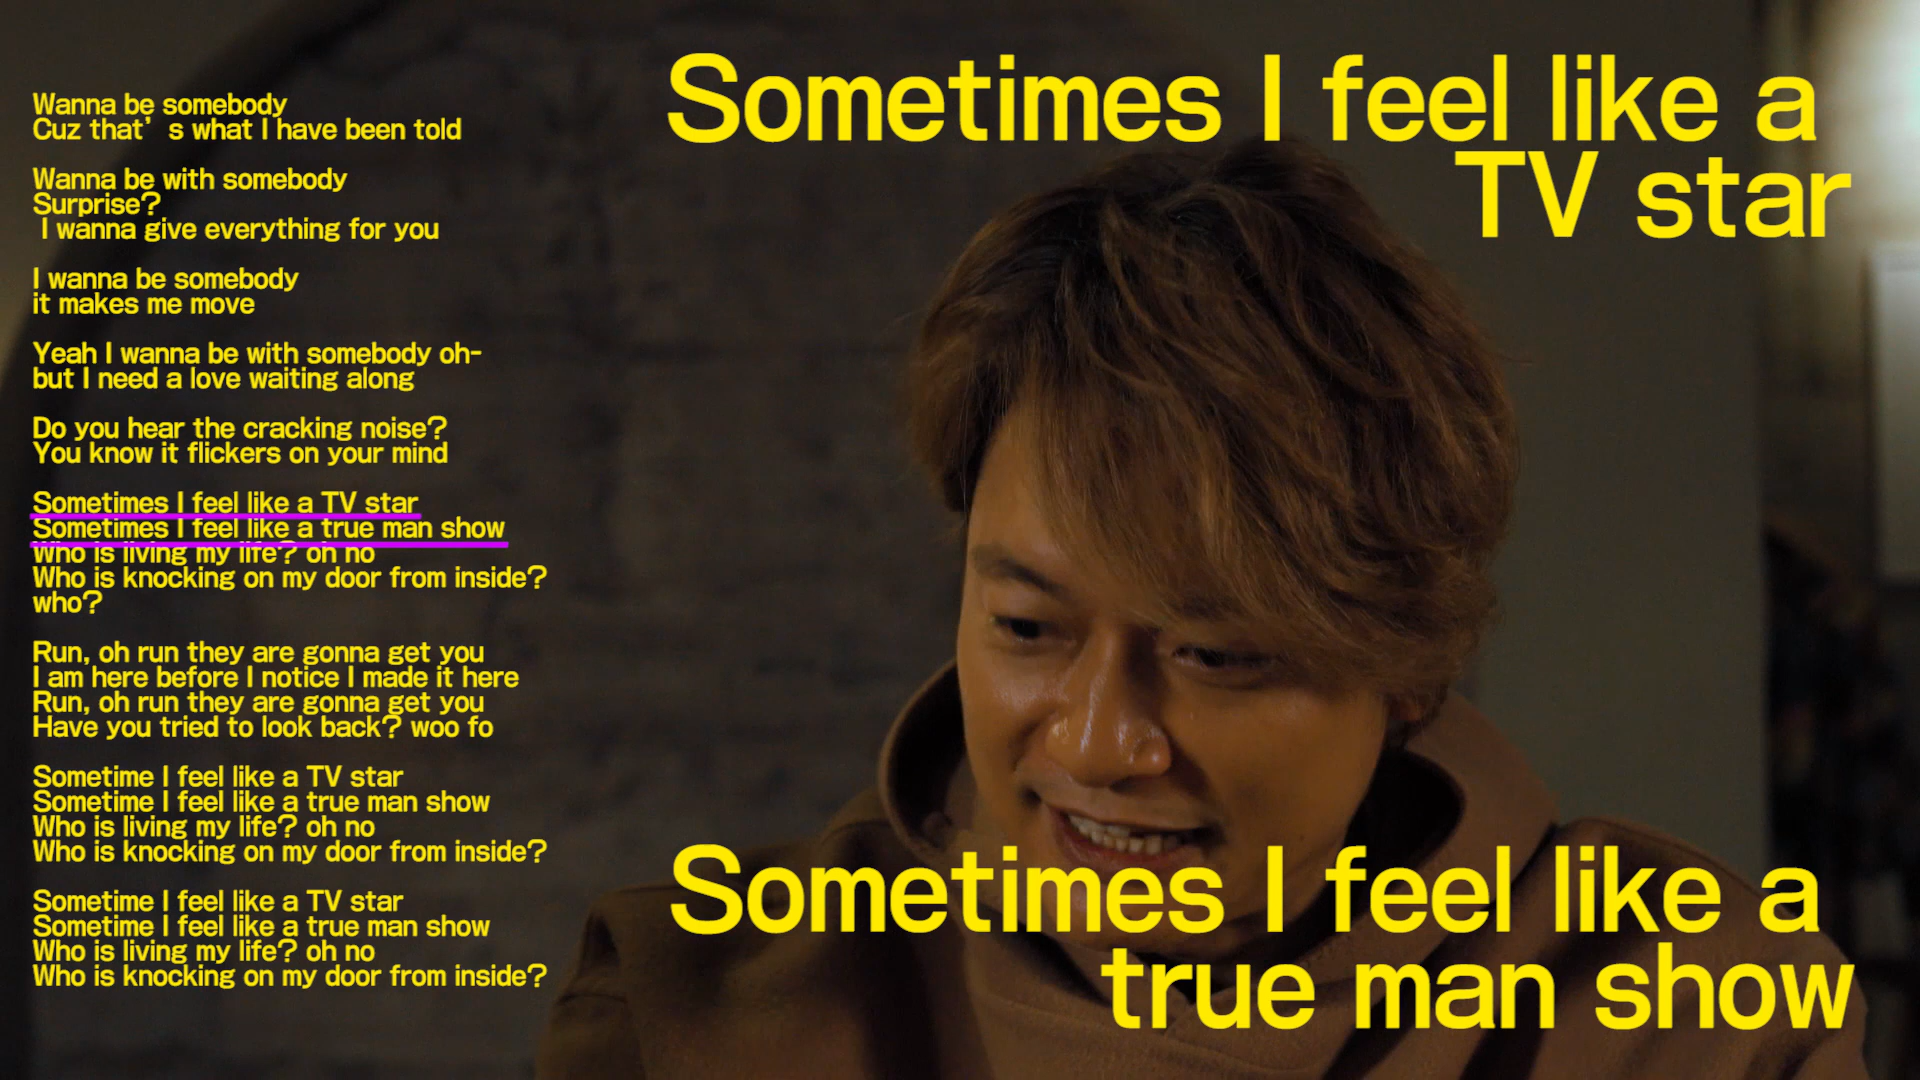 Wanna be somebody
Cuz that’s what I have been told
Wanna be with somebody
Surprise?
I wanna give everything for you
I wanna be somebody
it makes me move
Yeah I wanna be with somebody oh-
but I need a love waiting along
Do you hear the cracking noise?
You know it flickers on your mind
Sometimes I feel like a TV star
Sometimes I feel like a true man show
Who is living my life? oh no
Who is knocking on my door from inside?
who?
Run, oh run they are gonna get you
I am here before I notice I made it here
Run, oh run they are gonna get you
Have you tried to look back? woo fo
Sometime I feel like a TV star
Sometime I feel like a true man show
Who is living my life? oh no
Who is knocking on my door from inside?
Sometime I feel like a TV star
Sometime I feel like a true man show
Who is living my life? oh no
Who is knocking on my door from inside?
Sometimes I feel like a
TV star
Sometimes I feel like a
true man show